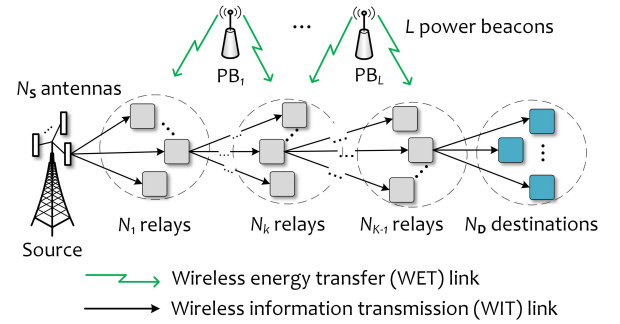 ... L power beacons
PB1 PBL
NS antennas
N1 relays Nk relays NK-1 relays ND destinations
Source
Wireless energy transfer (WET) link
Wireless information transmission (WIT) link